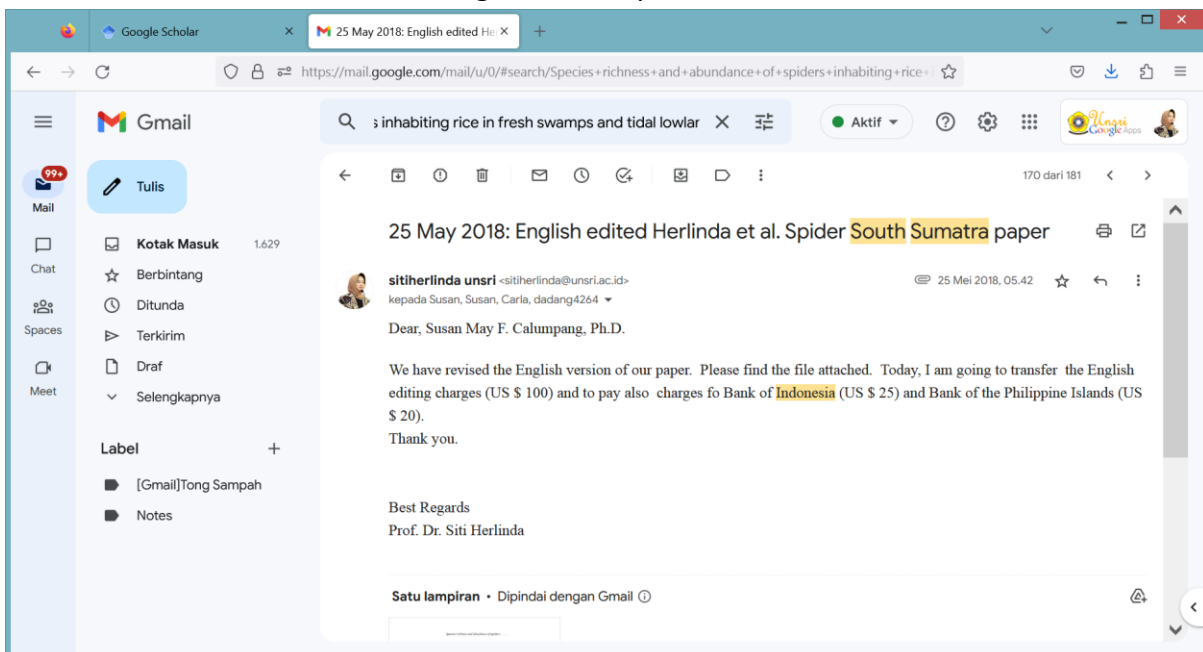 Google Scholar
25 May 2018: English edited Her
https://mail.google.com/mail/u/0/#search/Species+richness+and+abundance+of+spiders+inhabiting+rice+
Gmail
inhabiting rice in fresh swamps and tidal lowlar
Aktif
Unsri
Google Apps
99+
Mail
Tulis
170 dari 181
25 May 2018: English edited Herlinda et al. Spider South Sumatra paper
Kotak Masuk 1.629
Chat
Berbintang
sitiherlinda unsri <sitiherlinda@unsri.ac.id>
25 Mei 2018, 05.42
kepada Susan, Susan, Carla, dadang4264
Ditunda
Spaces
Terkirim
Dear, Susan May F. Calumpang, Ph.D.
Draf
Meet
Selengkapnya
We have revised the English version of our paper. Please find the file attached. Today, I am going to transfer the English
editing charges (US $ 100) and to pay also charges fo Bank of Indonesia (US $ 25) and Bank of the Philippine Islands (US
$ 20).
Thank you.
Label
[Gmail]Tong Sampah
Notes
Best Regards
Prof. Dr. Siti Herlinda
Satu lampiran • Dipindai dengan Gmail